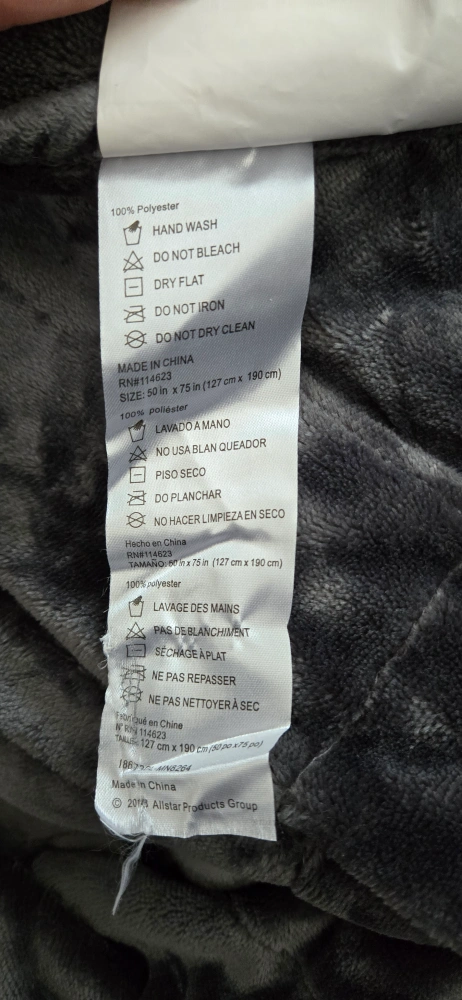 100% Polyester
HAND WASH
DO NOT BLEACH
DRY FLAT
DO NOT IRON
DO NOT DRY CLEAN
MADE IN CHINA
RN#114623
SIZE: 50 in x 75 in (127 cm x 190 cm)
100% poliéster
LAVADO A MANO
NO USA BLAN QUEADOR
PISO SECO
DO PLANCHAR
NO HACER LIMPIEZA EN SECO
Hecho en China
RN#114623
TAMAÑO: 50 in x 75 in (127 cm x 190 cm)
100% polyester
LAVAGE DES MAINS
PAS DE BLANCHIMENT
SÉCHAGE À PLAT
NE PAS REPASSER
NE PAS NETTOYER À SEC
en Chine
114623
127 cm x 190 cm (50 po x 75 po)
Made in China
© Allstar Products Group